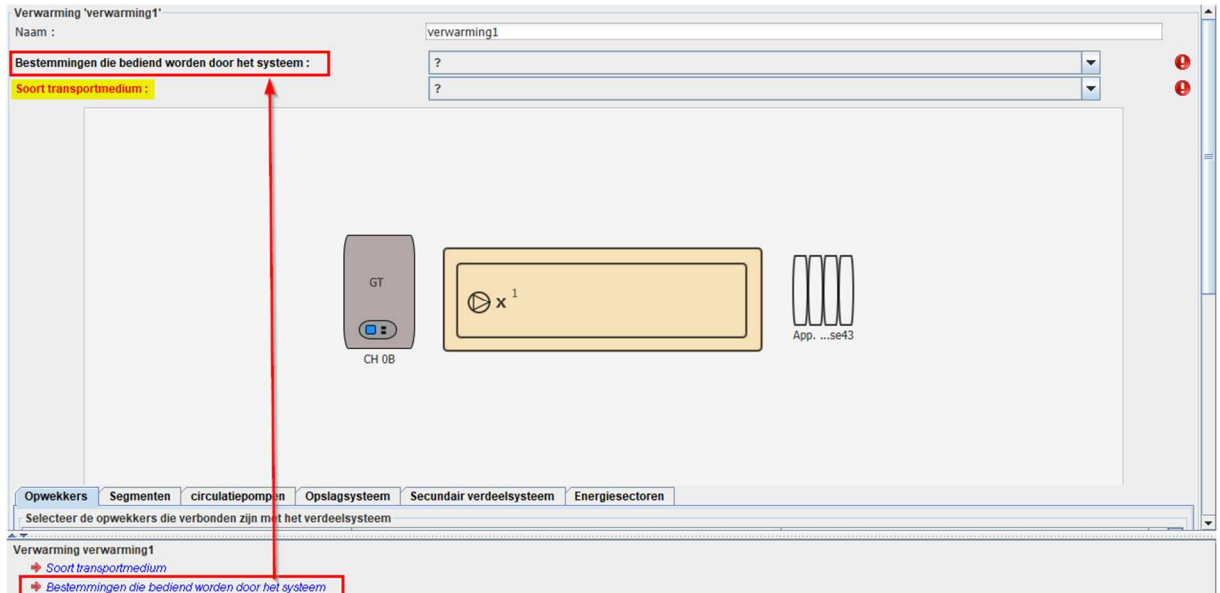 Verwarming 'verwarming1'
Naam : verwarming1
Bestemmingen die bediend worden door het systeem : ?
Soort transportmedium : ?
GT
CH 0B
x 1
App. ...se43
Opwekkers Segmenten circulatiepompen Opslagsysteem Secundair verdeelsysteem Energiesectoren
Selecteer de opwekkers die verbonden zijn met het verdeelsysteem
Verwarming verwarming1
Soort transportmedium
Bestemmingen die bediend worden door het systeem